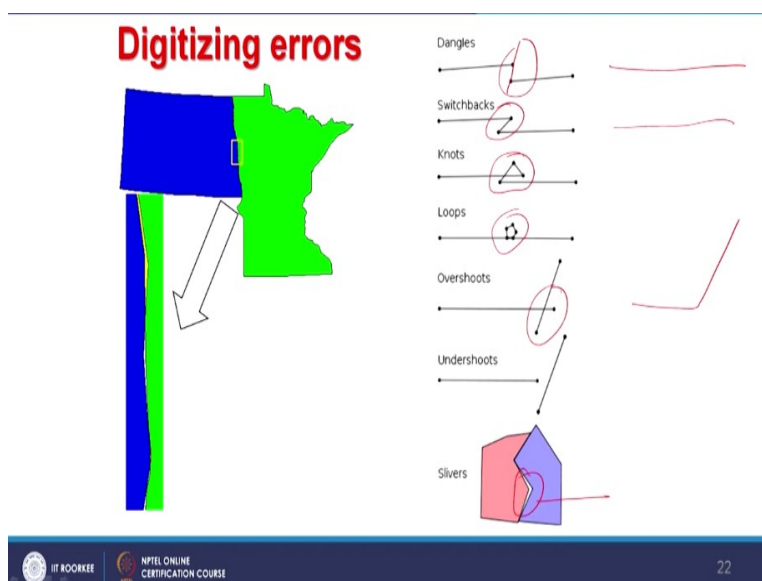 Digitizing errors
Dangles
Switchbacks
Knots
Loops
Overshoots
Undershoots
Slivers
IIT ROORKEE
NPTEL ONLINE
CERTIFICATION COURSE
22